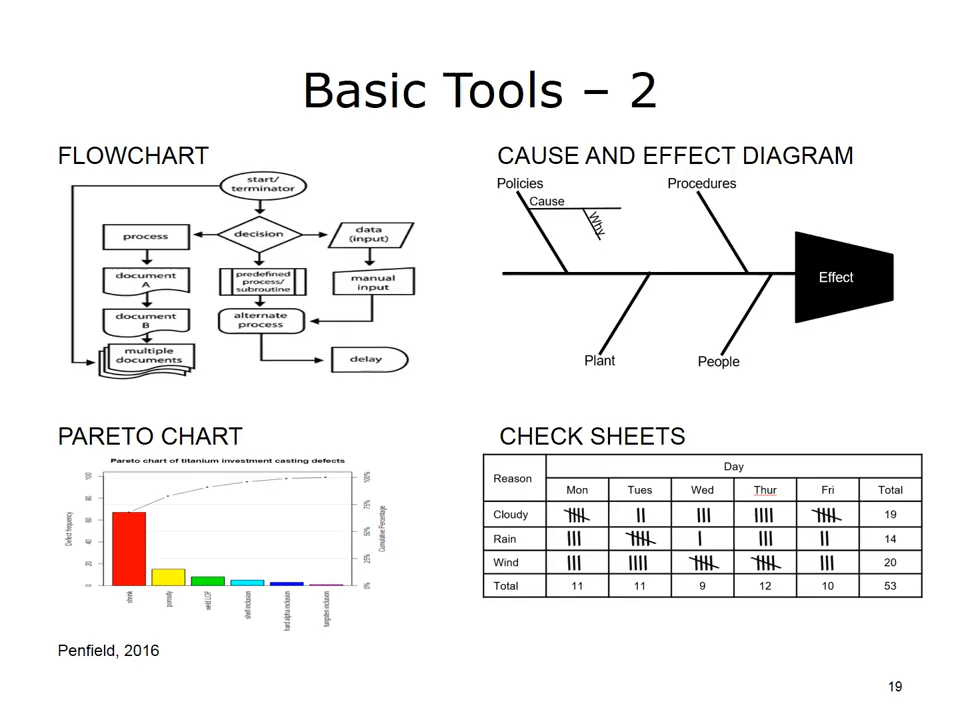 Basic Tools – 2
FLOWCHART
start/
terminator
process
decision
data
(input)
document
A
predefined
process/
subroutine
manual
input
document
B
alternate
process
multiple
documents
delay
CAUSE AND EFFECT DIAGRAM
Policies
Procedures
Cause
Why
Effect
Plant
People
PARETO CHART
Pareto chart of titanium investment casting defects
Defect frequency
0
20
40
60
80
100
0%
25%
50%
75%
100%
Cumulative Percentage
shrink
porosity
weld LOF
shell inclusion
hard alpha inclusion
tungsten inclusion
CHECK SHEETS
Reason Day
Mon Tues Wed Thur Fri Total
Cloudy 19
Rain 14
Wind 20
Total 11 11 9 12 10 53
Penfield, 2016
19